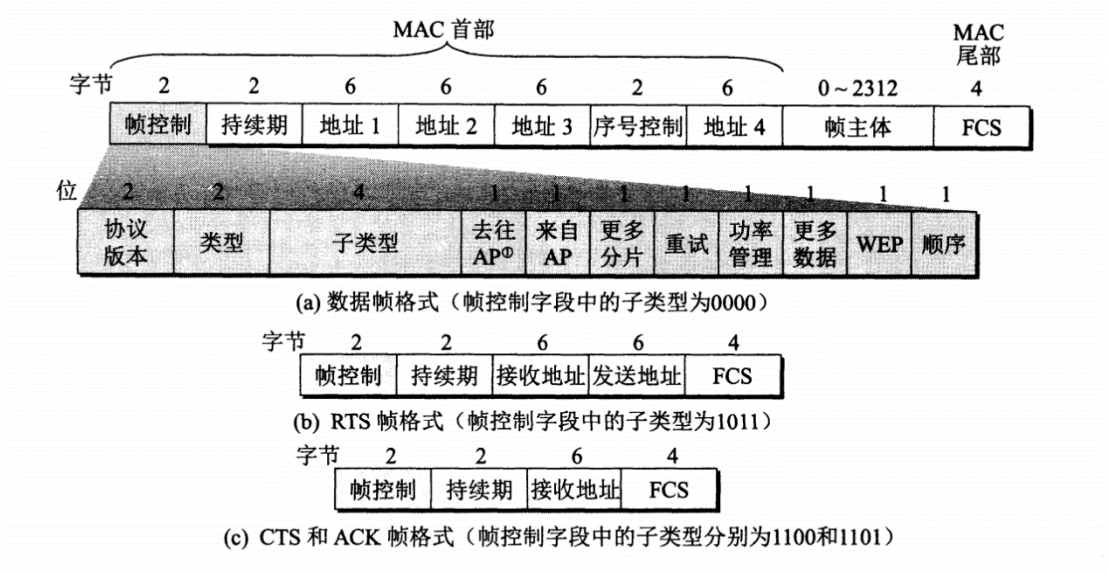 MAC 首部
MAC
尾部
字节 2 2 6 6 6 2 6 0～2312 4
帧控制 持续期 地址 1 地址 2 地址 3 序号控制 地址 4 帧主体 FCS
位 2 2 4 1 1 1 1 1 1 1 1
协议版本 类型 子类型 去往AP① 来自AP 更多分片 重试 功率管理 更多数据 WEP 顺序
(a) 数据帧格式（帧控制字段中的子类型为0000）
字节 2 2 6 6 4
帧控制 持续期 接收地址 发送地址 FCS
(b) RTS 帧格式（帧控制字段中的子类型为1011）
字节 2 2 6 4
帧控制 持续期 接收地址 FCS
(c) CTS 和 ACK 帧格式（帧控制字段中的子类型分别为1100和1101）